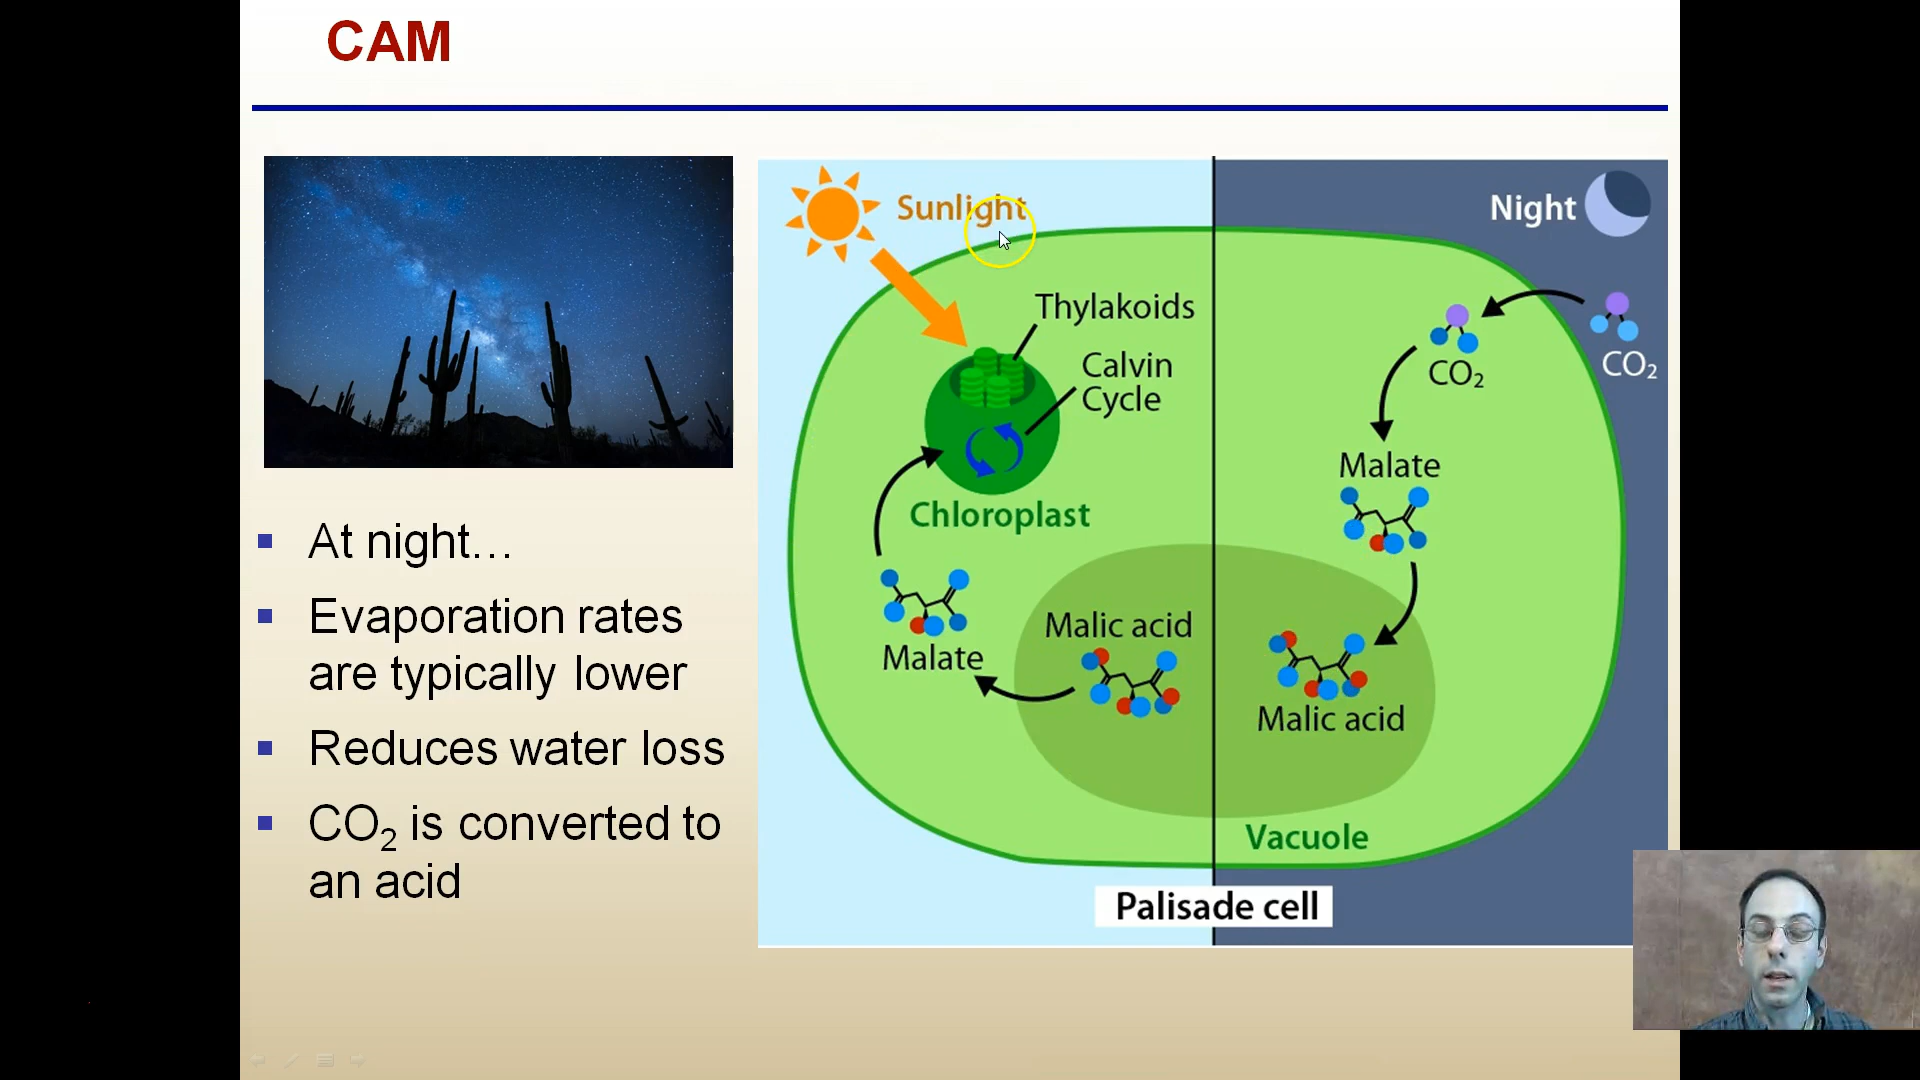 CAM
At night…
Evaporation rates
are typically lower
Reduces water loss
CO₂ is converted to
an acid
Sunlight
Night
Thylakoids
Calvin
Cycle
CO₂
CO₂
Malate
Chloroplast
Malic acid
Malate
Malic acid
Vacuole
Palisade cell